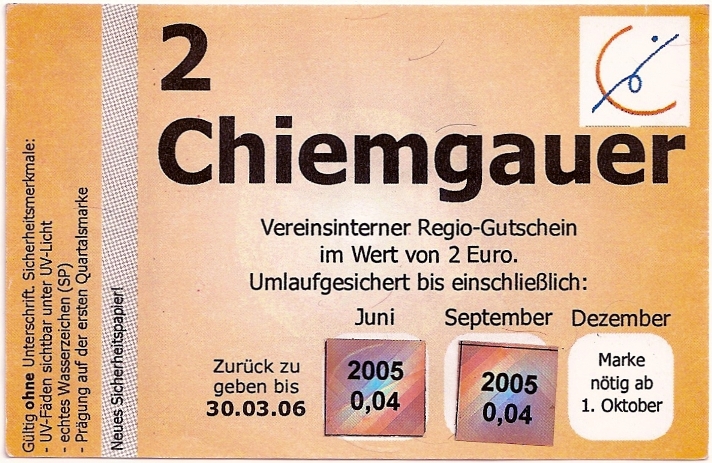 2
Chiemgauer
Vereinsinterner Regio-Gutschein
im Wert von 2 Euro.
Umlaufgesichert bis einschließlich:
Juni September Dezember
Zurück zu
geben bis
30.03.06
2005
0,04
2005
0,04
Marke
nötig ab
1. Oktober
Gültig ohne Unterschrift. Sicherheitsmerkmale:
- UV-Fäden sichtbar unter UV-Licht
- echtes Wasserzeichen (SP)
- Prägung auf der ersten Quartalsmarke
Neues Sicherheitspapier!